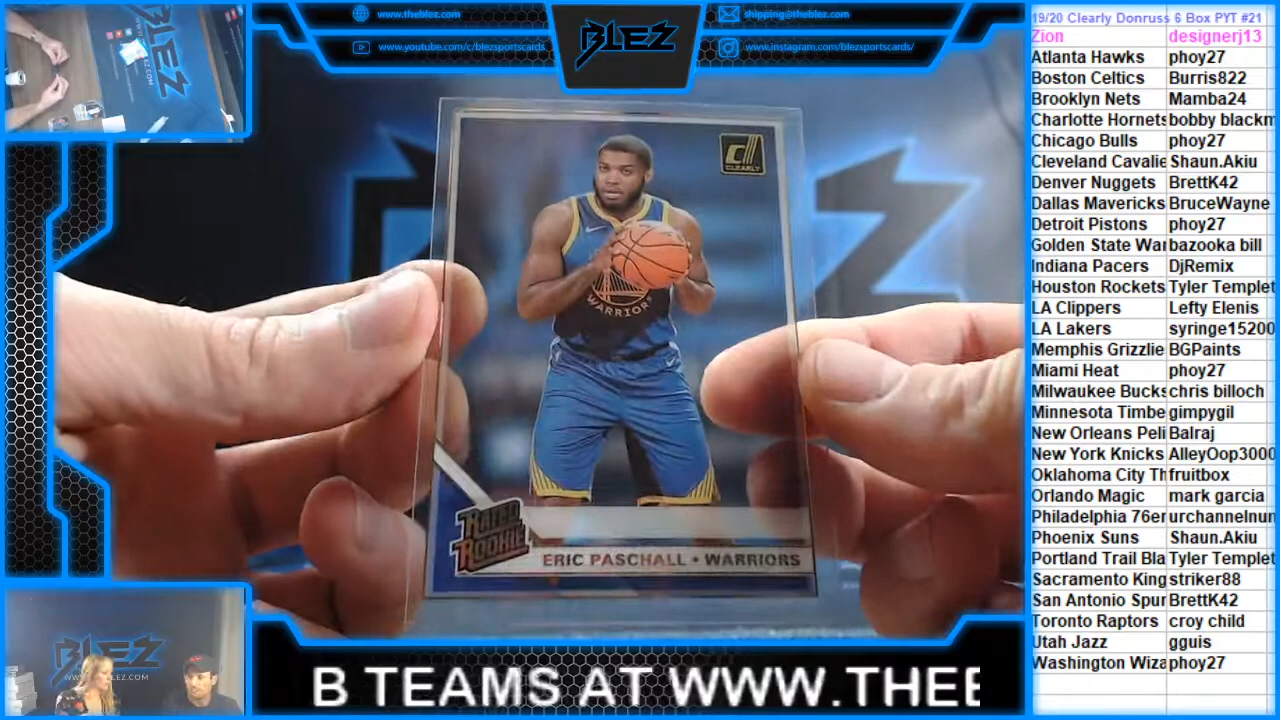 www.theblez.com
www.youtube.com/c/blezsportscards
BLEZ
shipping@theblez.com
www.instagram.com/blezsportscards/
19/20 Clearly Donruss 6 Box PYT #21
Zion designerj13
Atlanta Hawks phoy27
Boston Celtics Burris822
Brooklyn Nets Mamba24
Charlotte Hornets bobby blackm
Chicago Bulls phoy27
Cleveland Cavalie Shaun.Akiu
Denver Nuggets BrettK42
Dallas Mavericks BruceWayne
Detroit Pistons phoy27
Golden State War bazooka bill
Indiana Pacers DjRemix
Houston Rockets Tyler Templet
LA Clippers Lefty Elenis
LA Lakers syringe15200
Memphis Grizzlie BGPaints
Miami Heat phoy27
Milwaukee Bucks chris billoch
Minnesota Timbe gimpygil
New Orleans Peli Balraj
New York Knicks AlleyOop3000
Oklahoma City Th fruitbox
Orlando Magic mark garcia
Philadelphia 76er urchannelnun
Phoenix Suns Shaun.Akiu
Portland Trail Bla Tyler Templet
Sacramento King striker88
San Antonio Spur BrettK42
Toronto Raptors croy child
Utah Jazz gguis
Washington Wiza phoy27
CLEARLY
WARRIORS
RATED
ROOKIE
ERIC PASCHALL • WARRIORS
BLEZ
BLEZ
B TEAMS AT WWW.THEB